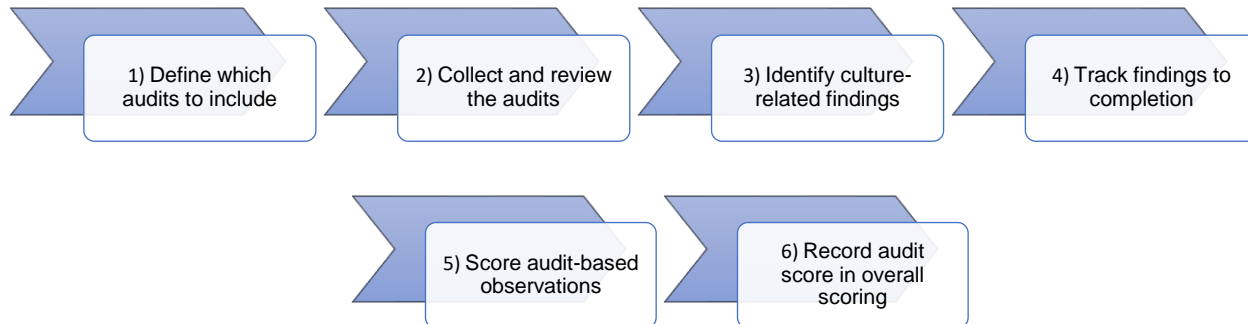 1) Define which
audits to include
2) Collect and review
the audits
3) Identify culture-
related findings
4) Track findings to
completion
5) Score audit-based
observations
6) Record audit
score in overall
scoring